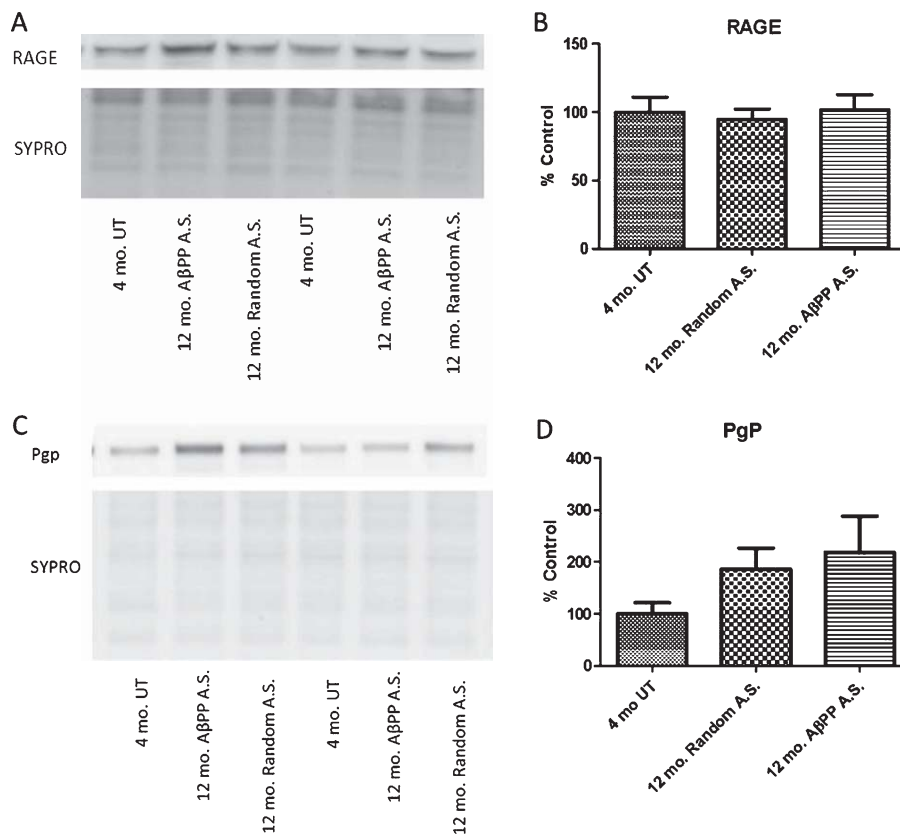 A
RAGE
SYPRO
4 mo. UT
12 mo. AβPP A.S.
12 mo. Random A.S.
4 mo. UT
12 mo. AβPP A.S.
12 mo. Random A.S.
B
RAGE
% Control
150
100
50
0
4 mo. UT
12 mo. Random A.S.
12 mo. AβPP A.S.
C
Pgp
SYPRO
4 mo. UT
12 mo. AβPP A.S.
12 mo. Random A.S.
4 mo. UT
12 mo. AβPP A.S.
12 mo. Random A.S.
D
PgP
% Control
400
300
200
100
0
4 mo UT
12 mo. Random A.S.
12 mo. AβPP A.S.